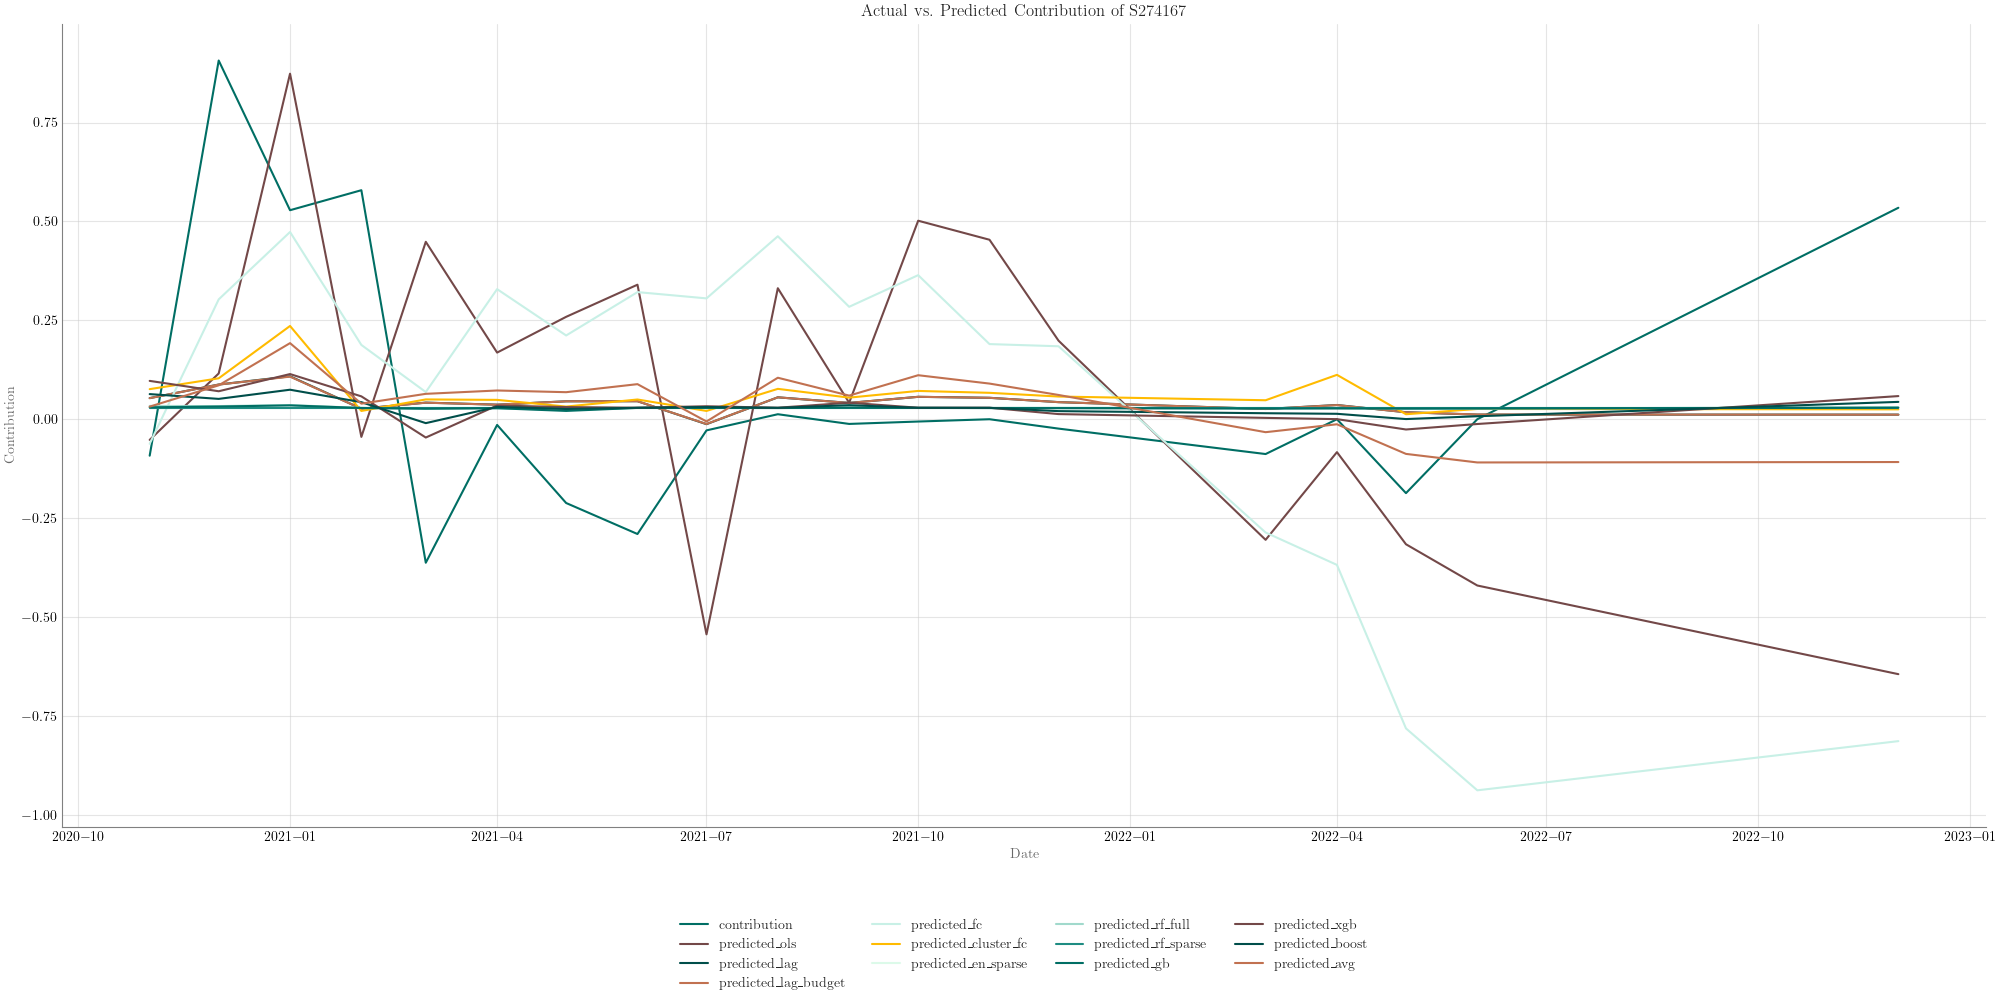 Actual vs. Predicted Contribution of S274167
Contribution
0.75
0.50
0.25
0.00
−0.25
−0.50
−0.75
−1.00
2020−10 2021−01 2021−04 2021−07 2021−10 2022−01 2022−04 2022−07 2022−10 2023−01
Date
contribution predicted_fc predicted_rf_full predicted_xgb
predicted_ols predicted_cluster_fc predicted_rf_sparse predicted_boost
predicted_lag predicted_en_sparse predicted_gb predicted_avg
predicted_lag_budget